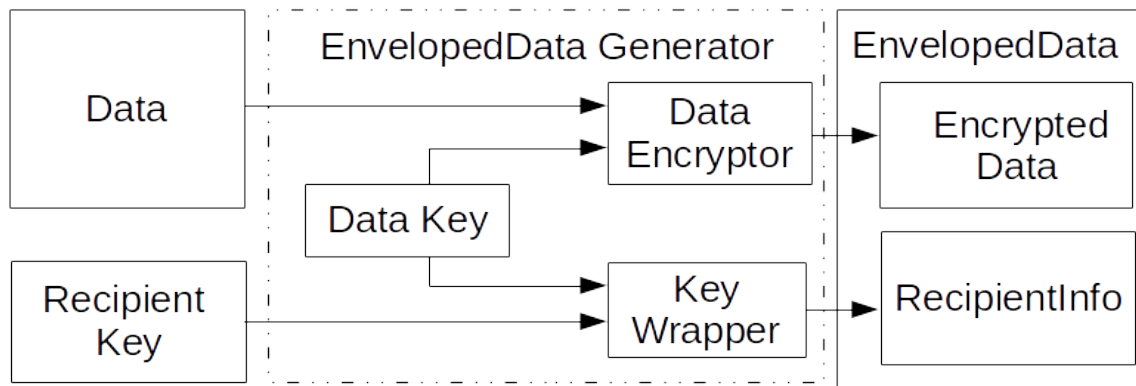 EnvelopedData Generator
EnvelopedData
Data
Data
Encryptor
Encrypted
Data
Data Key
Recipient
Key
Key
Wrapper
RecipientInfo